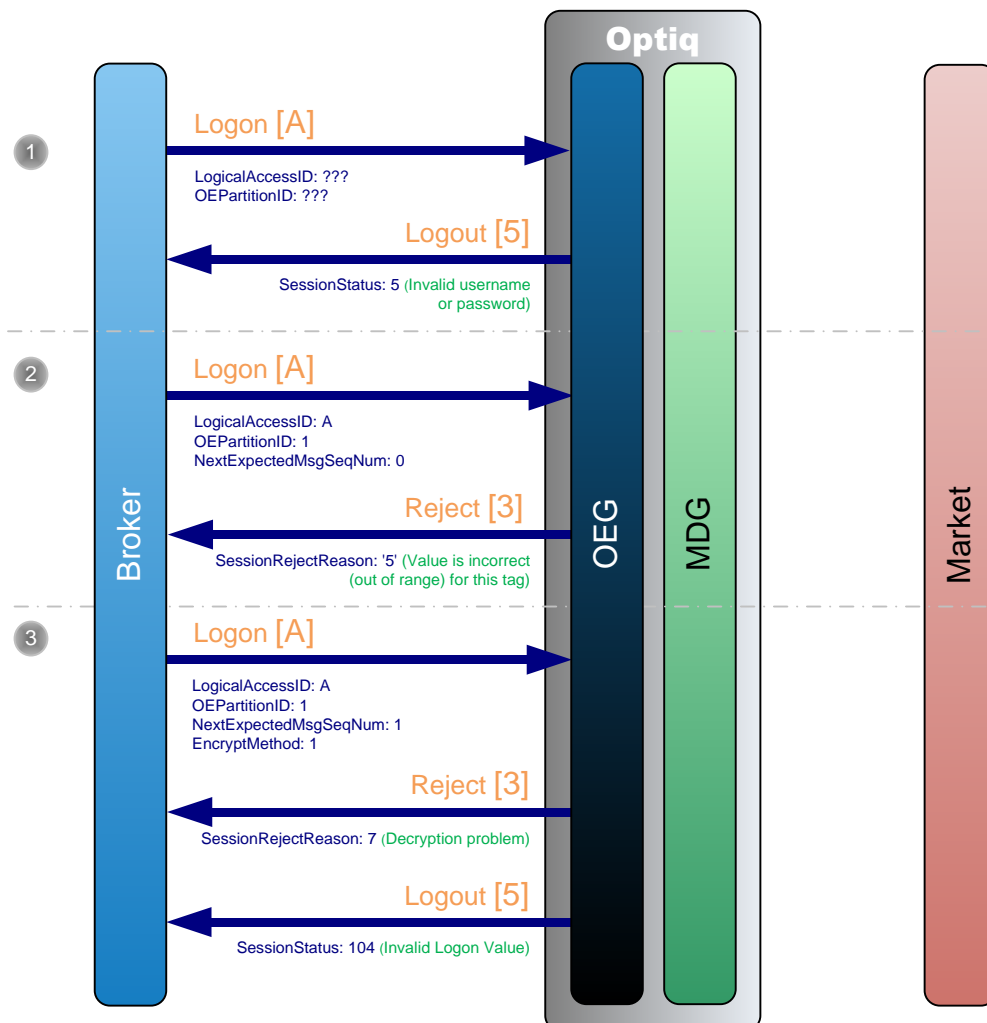 Optiq
Broker
OEG
MDG
Market
1
Logon [A]
LogicalAccessID: ???
OEPartitionID: ???
Logout [5]
SessionStatus: 5 (Invalid username
or password)
2
Logon [A]
LogicalAccessID: A
OEPartitionID: 1
NextExpectedMsgSeqNum: 0
Reject [3]
SessionRejectReason: '5' (Value is incorrect
(out of range) for this tag)
3
Logon [A]
LogicalAccessID: A
OEPartitionID: 1
NextExpectedMsgSeqNum: 1
EncryptMethod: 1
Reject [3]
SessionRejectReason: 7 (Decryption problem)
Logout [5]
SessionStatus: 104 (Invalid Logon Value)